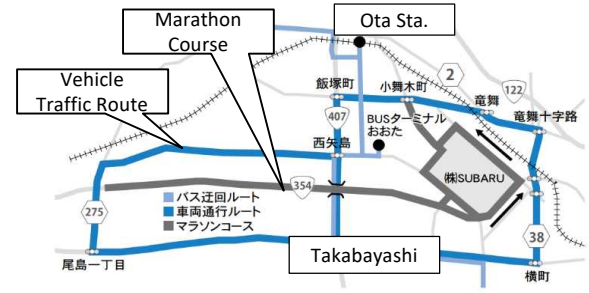 Marathon
Course
Ota Sta.
Vehicle
Traffic Route
飯塚町
小舞木町
2
竜舞
122
竜舞十字路
407
BUSターミナル
おおた
西矢島
㈱SUBARU
354
バス迂回ルート
車両通行ルート
マラソンコース
275
38
尾島一丁目
Takabayashi
横町